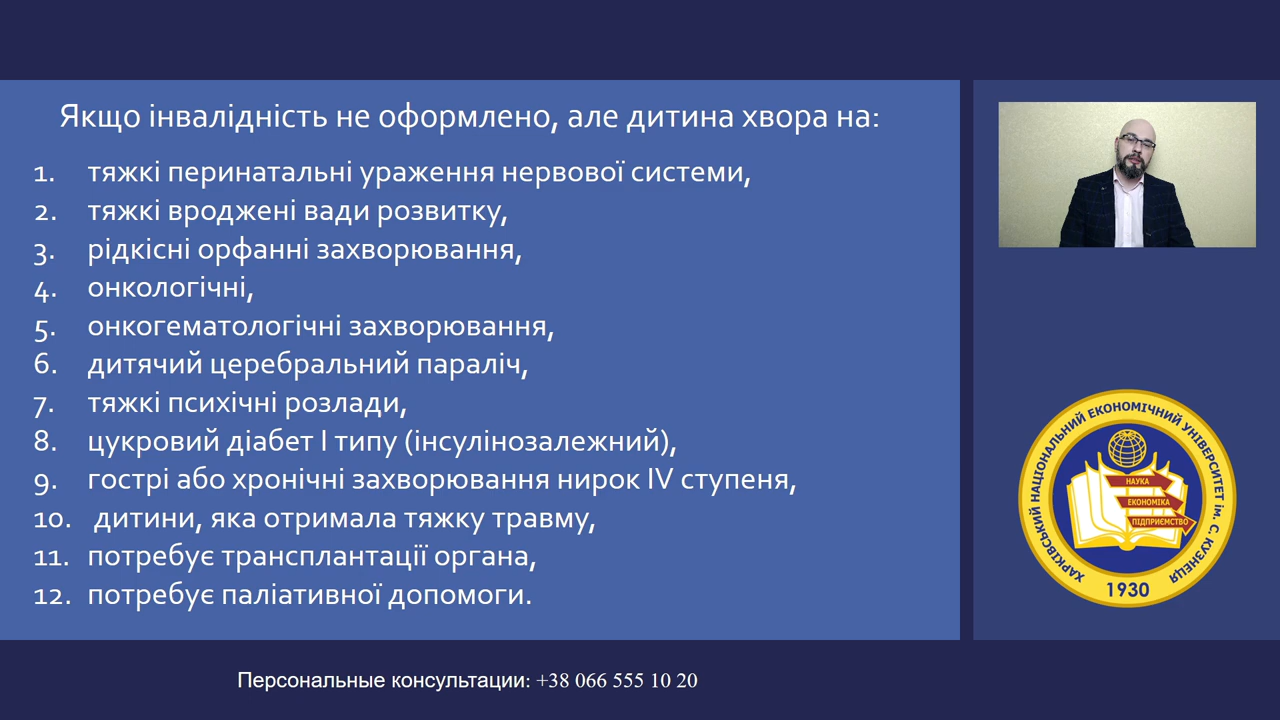 Якщо інвалідність не оформлено, але дитина хвора на:
1. тяжкі перинатальні ураження нервової системи,
2. тяжкі вроджені вади розвитку,
3. рідкісні орфанні захворювання,
4. онкологічні,
5. онкогематологічні захворювання,
6. дитячий церебральний параліч,
7. тяжкі психічні розлади,
8. цукровий діабет I типу (інсулінозалежний),
9. гострі або хронічні захворювання нирок IV ступеня,
10. дитини, яка отримала тяжку травму,
11. потребує трансплантації органа,
12. потребує паліативної допомоги.
ХАРКІВСЬКИЙ НАЦІОНАЛЬНИЙ ЕКОНОМІЧНИЙ УНІВЕРСИТЕТ ІМ. С. КУЗНЕЦЯ
НАУКА
ЕКОНОМІКА
ПІДПРИЄМСТВО
1930
Персональные консультации: +38 066 555 10 20